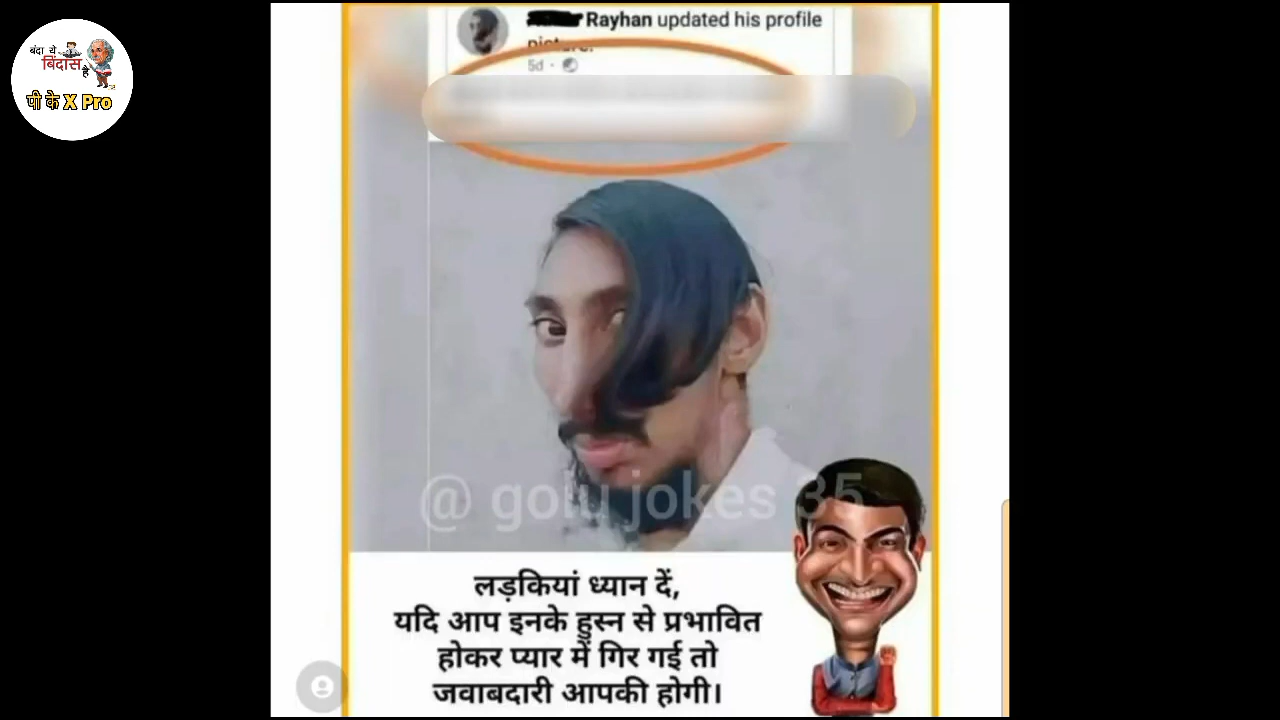 बंदा ये
बिंदास
है
पी के X Pro
Rayhan updated his profile
picture.
5d
@ golu jokes 35
लड़कियां ध्यान दें,
यदि आप इनके हुस्न से प्रभावित
होकर प्यार में गिर गई तो
जवाबदारी आपकी होगी।